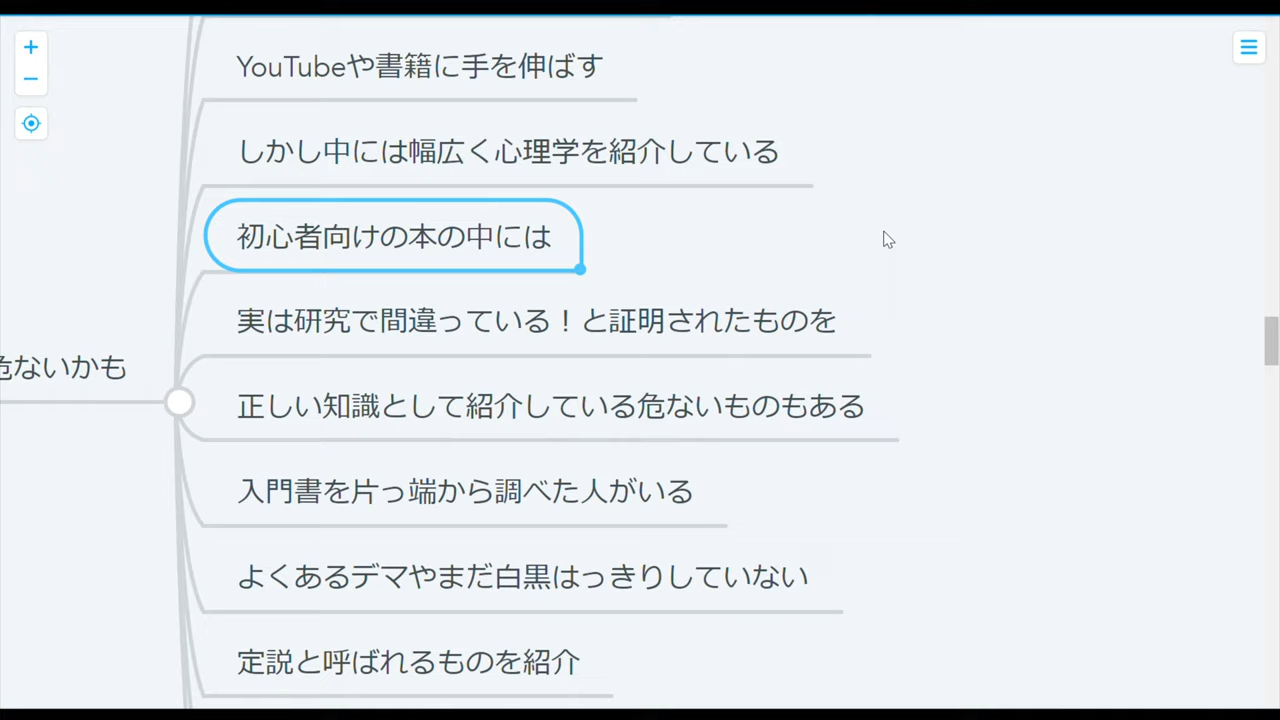 YouTubeや書籍に手を伸ばす
しかし中には幅広く心理学を紹介している
初心者向けの本の中には
実は研究で間違っている！と証明されたものを
危ないかも
正しい知識として紹介している危ないものもある
入門書を片っ端から調べた人がいる
よくあるデマやまだ白黒はっきりしていない
定説と呼ばれるものを紹介